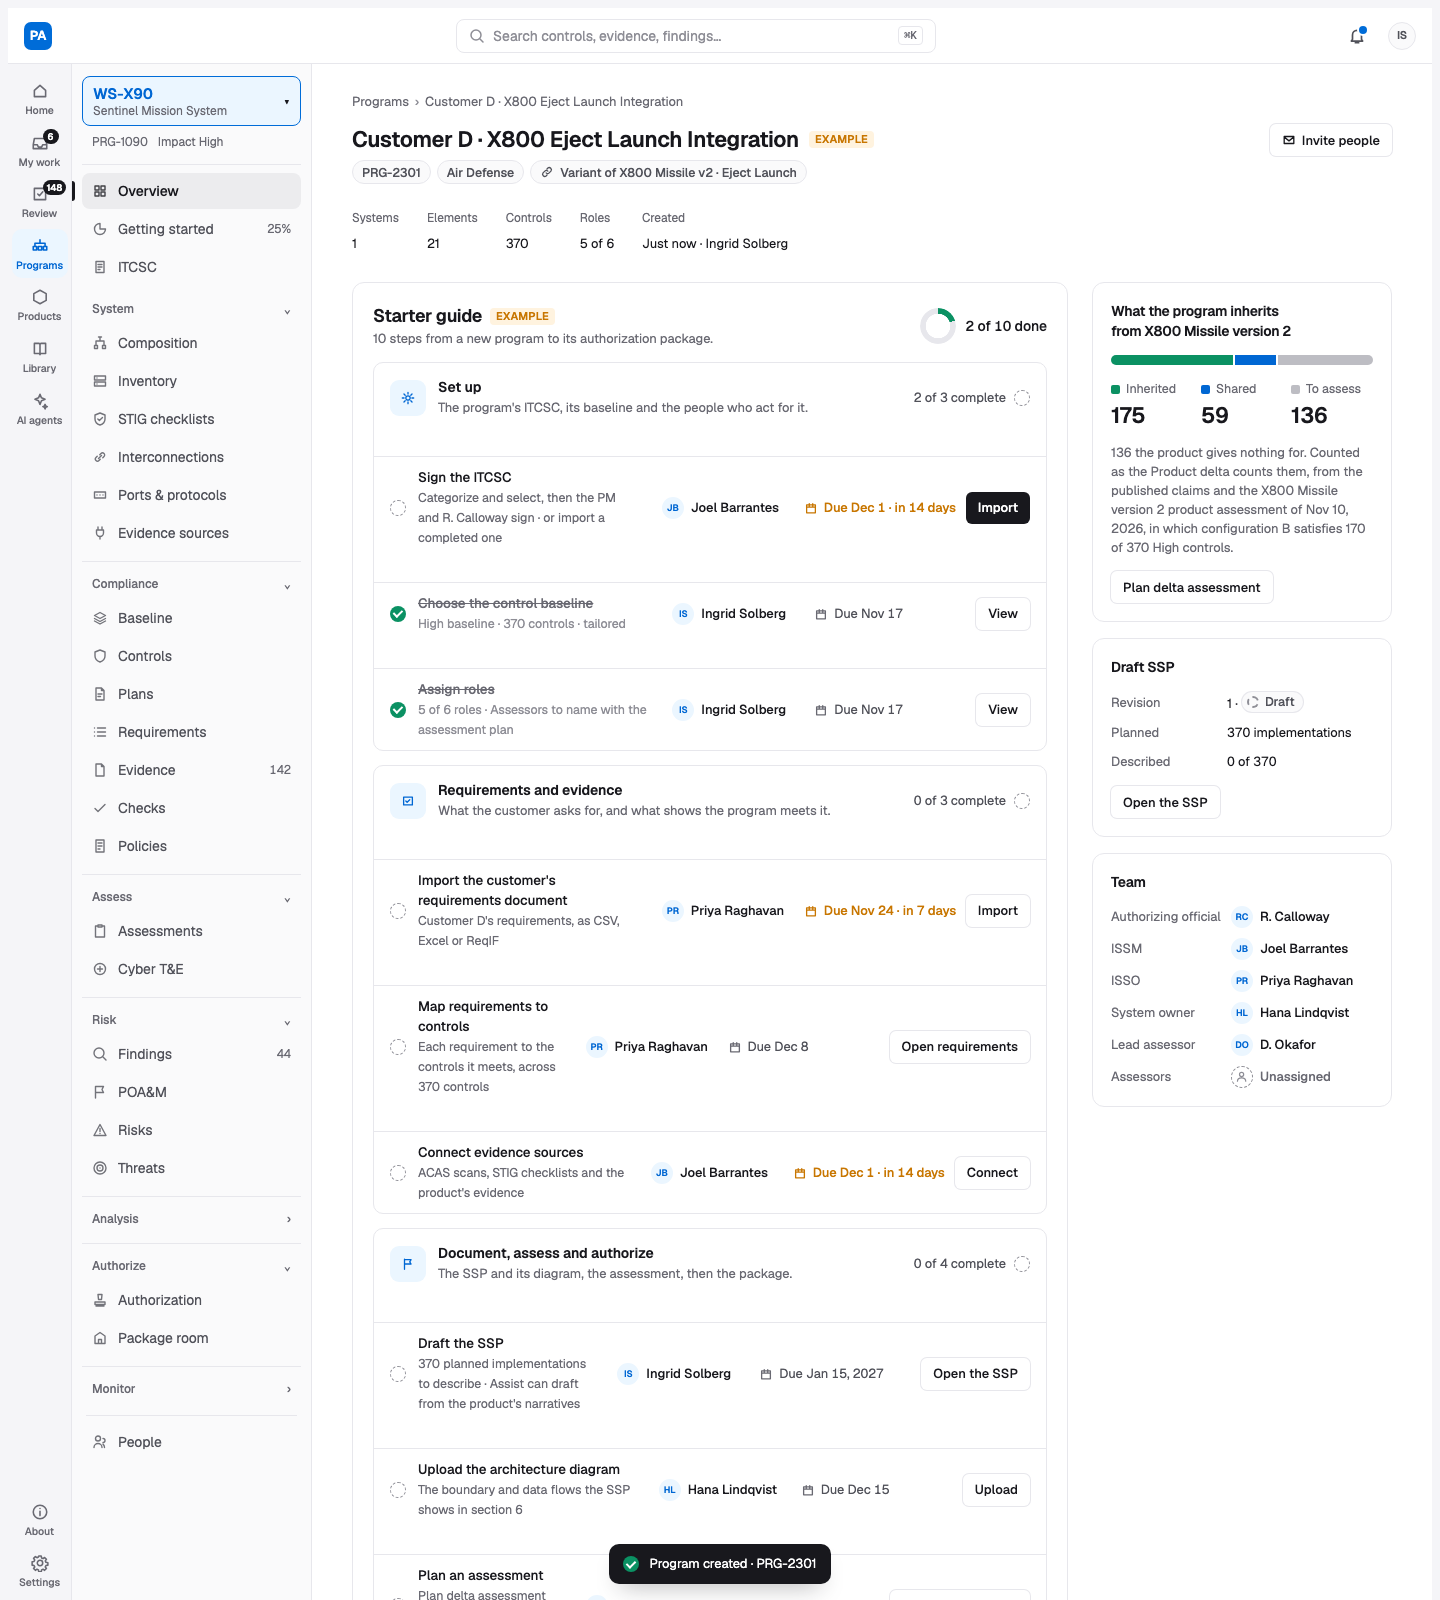 PA
Search controls, evidence, findings...
⌘K
IS
Home
6
My work
148
Review
Programs
Products
Library
AI agents
About
Settings
WS-X90
Sentinel Mission System
PRG-1090 Impact High
Overview
Getting started 25%
ITCSC
System
Composition
Inventory
STIG checklists
Interconnections
Ports & protocols
Evidence sources
Compliance
Baseline
Controls
Plans
Requirements
Evidence 142
Checks
Policies
Assess
Assessments
Cyber T&E
Risk
Findings 44
POA&M
Risks
Threats
Analysis
Authorize
Authorization
Package room
Monitor
People
Programs › Customer D · X800 Eject Launch Integration
Customer D · X800 Eject Launch Integration EXAMPLE
Invite people
PRG-2301 Air Defense Variant of X800 Missile v2 · Eject Launch
Systems Elements Controls Roles Created
1 21 370 5 of 6 Just now · Ingrid Solberg
Starter guide EXAMPLE
10 steps from a new program to its authorization package.
2 of 10 done
Set up
The program's ITCSC, its baseline and the people who act for it.
2 of 3 complete
Sign the ITCSC
Categorize and select, then the PM
and R. Calloway sign · or import a
completed one
JB Joel Barrantes Due Dec 1 · in 14 days Import
Choose the control baseline
High baseline · 370 controls · tailored
IS Ingrid Solberg Due Nov 17 View
Assign roles
5 of 6 roles · Assessors to name with the
assessment plan
IS Ingrid Solberg Due Nov 17 View
Requirements and evidence
What the customer asks for, and what shows the program meets it.
0 of 3 complete
Import the customer's
requirements document
Customer D's requirements, as CSV,
Excel or ReqIF
PR Priya Raghavan Due Nov 24 · in 7 days Import
Map requirements to
controls
Each requirement to the
controls it meets, across
370 controls
PR Priya Raghavan Due Dec 8 Open requirements
Connect evidence sources
ACAS scans, STIG checklists and the
product's evidence
JB Joel Barrantes Due Dec 1 · in 14 days Connect
Document, assess and authorize
The SSP and its diagram, the assessment, then the package.
0 of 4 complete
Draft the SSP
370 planned implementations
to describe · Assist can draft
from the product's narratives
IS Ingrid Solberg Due Jan 15, 2027 Open the SSP
Upload the architecture diagram
The boundary and data flows the SSP
shows in section 6
HL Hana Lindqvist Due Dec 15 Upload
Plan an assessment
Plan delta assessment
Program created · PRG-2301
What the program inherits
from X800 Missile version 2
Inherited Shared To assess
175 59 136
136 the product gives nothing for. Counted
as the Product delta counts them, from the
published claims and the X800 Missile
version 2 product assessment of Nov 10,
2026, in which configuration B satisfies 170
of 370 High controls.
Plan delta assessment
Draft SSP
Revision 1 · Draft
Planned 370 implementations
Described 0 of 370
Open the SSP
Team
Authorizing official RC R. Calloway
ISSM JB Joel Barrantes
ISSO PR Priya Raghavan
System owner HL Hana Lindqvist
Lead assessor DO D. Okafor
Assessors Unassigned